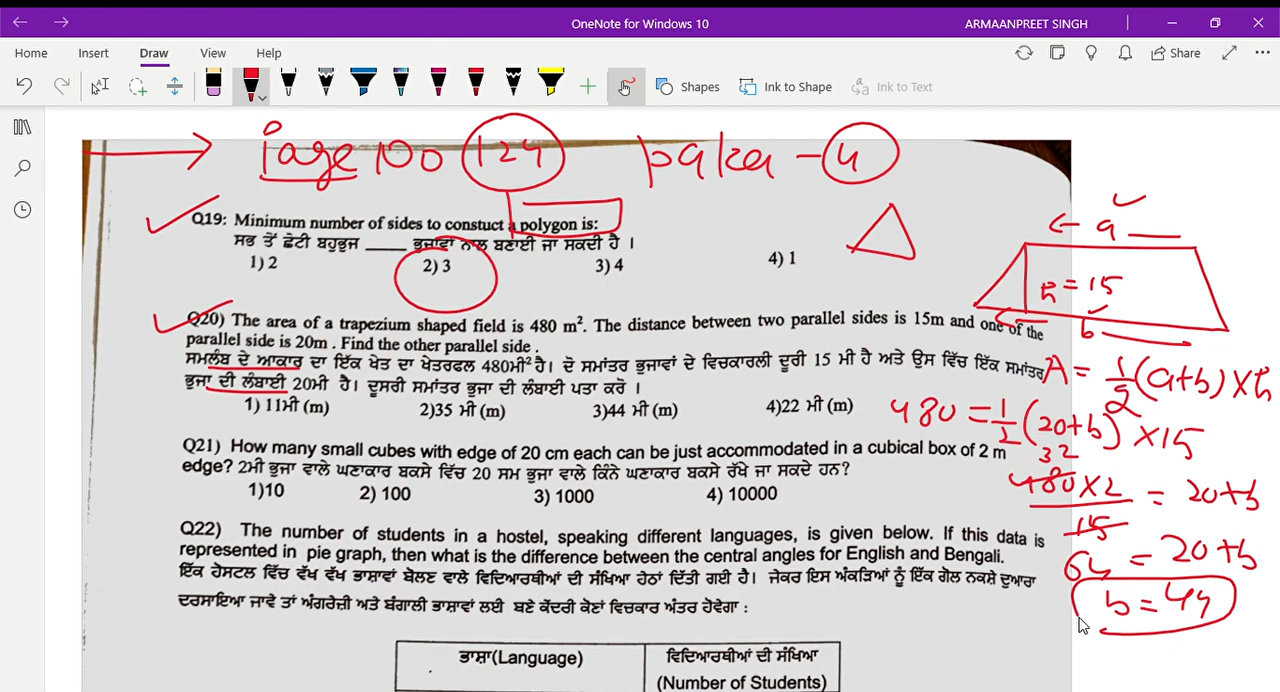 OneNote for Windows 10
ARMAANPREET SINGH
Home Insert Draw View Help
Share
Shapes Ink to Shape Ink to Text
Page no 124 paper - 4
Q19: Minimum number of sides to constuct a polygon is:
ਸਭ ਤੋਂ ਛੋਟੀ ਬਹੁਭੁਜ ____ ਭੁਜਾਵਾਂ ਨਾਲ ਬਣਾਈ ਜਾ ਸਕਦੀ ਹੈ ।
1) 2 2) 3 3) 4 4) 1
a
h = 15
b
Q20) The area of a trapezium shaped field is 480 m². The distance between two parallel sides is 15m and one of the
parallel side is 20m . Find the other parallel side .
ਸਮਲੰਬ ਦੇ ਆਕਾਰ ਦਾ ਇੱਕ ਖੇਤ ਦਾ ਖੇਤਰਫਲ 480ਮੀ² ਹੈ। ਦੋ ਸਮਾਂਤਰ ਭੁਜਾਵਾਂ ਦੇ ਵਿਚਕਾਰਲੀ ਦੂਰੀ 15 ਮੀ ਹੈ ਅਤੇ ਉਸ ਵਿੱਚ ਇੱਕ ਸਮਾਂਤਰ
ਭੁਜਾ ਦੀ ਲੰਬਾਈ 20ਮੀ ਹੈ। ਦੂਸਰੀ ਸਮਾਂਤਰ ਭੁਜਾ ਦੀ ਲੰਬਾਈ ਪਤਾ ਕਰੋ ।
1) 11ਮੀ (m) 2)35 ਮੀ (m) 3)44 ਮੀ (m) 4)22 ਮੀ (m)
A = 1/2 (a+b) × h
480 = 1/2 (20+b) × 15
32
480 × 2 / 15 = 20+b
64 = 20+b
b = 44
Q21) How many small cubes with edge of 20 cm each can be just accommodated in a cubical box of 2 m
edge? 2ਮੀ ਭੁਜਾ ਵਾਲੇ ਘਣਾਕਾਰ ਬਕਸੇ ਵਿੱਚ 20 ਸਮ ਭੁਜਾ ਵਾਲੇ ਕਿੰਨੇ ਘਣਾਕਾਰ ਬਕਸੇ ਰੱਖੇ ਜਾ ਸਕਦੇ ਹਨ?
1)10 2) 100 3) 1000 4) 10000
Q22) The number of students in a hostel, speaking different languages, is given below. If this data is
represented in pie graph, then what is the difference between the central angles for English and Bengali.
ਇੱਕ ਹੋਸਟਲ ਵਿੱਚ ਵੱਖ ਵੱਖ ਭਾਸ਼ਾਵਾਂ ਬੋਲਣ ਵਾਲੇ ਵਿਦਿਆਰਥੀਆਂ ਦੀ ਸੰਖਿਆ ਹੇਠਾਂ ਦਿੱਤੀ ਗਈ ਹੈ। ਜੇਕਰ ਇਸ ਅੰਕੜਿਆਂ ਨੂੰ ਇੱਕ ਗੋਲ ਨਕਸ਼ੇ ਦੁਆਰਾ
ਦਰਸਾਇਆ ਜਾਵੇ ਤਾਂ ਅੰਗਰੇਜ਼ੀ ਅਤੇ ਬੰਗਾਲੀ ਭਾਸ਼ਾਵਾਂ ਲਈ ਬਣੇ ਕੇਂਦਰੀ ਕੋਣਾਂ ਵਿਚਕਾਰ ਅੰਤਰ ਹੋਵੇਗਾ :
ਭਾਸ਼ਾ(Language) ਵਿਦਿਆਰਥੀਆਂ ਦੀ ਸੰਖਿਆ
(Number of Students)